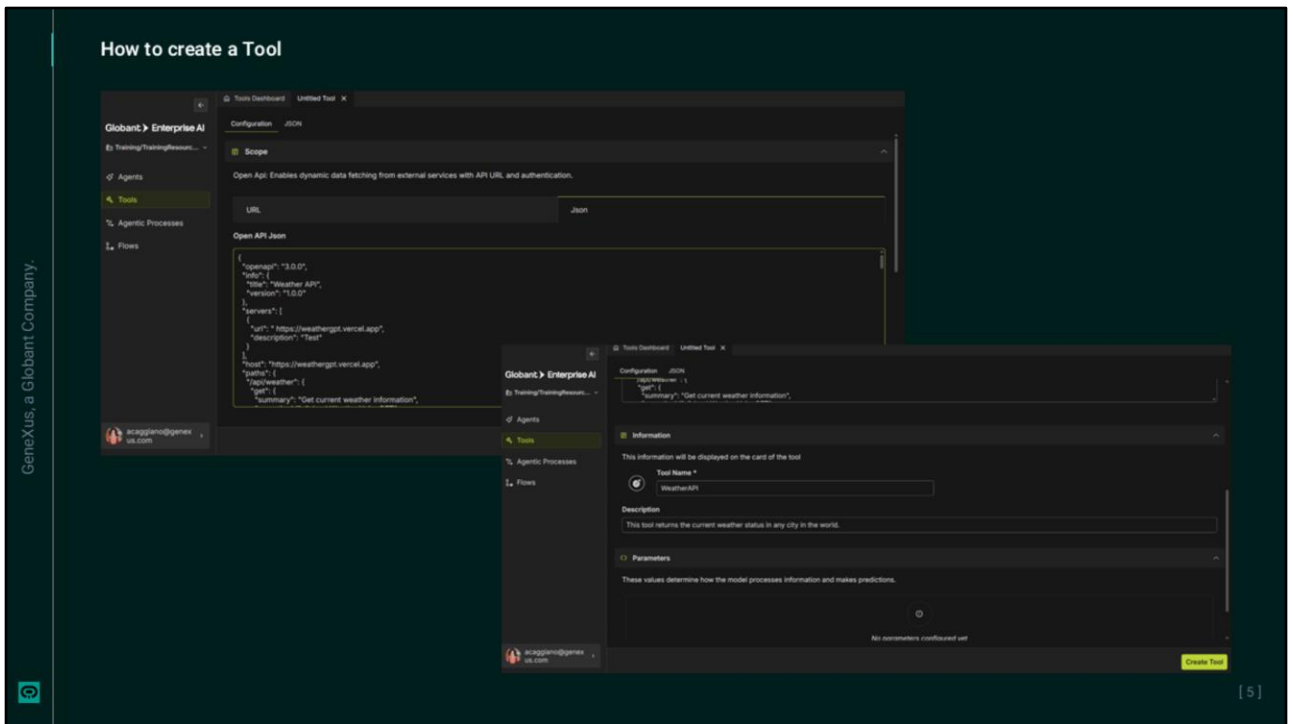 How to create a Tool
Tools Dashboard Untitled Tool X
Globant Enterprise AI
Configuration JSON
Training/TrainingResourc...
Scope
Open Api: Enables dynamic data fetching from external services with API URL and authentication.
Agents
Tools
Agentic Processes
Flows
URL Json
Open API Json
{
"openapi": "3.0.0",
"info": {
"title": "Weather API",
"version": "1.0.0"
},
"servers": [
{
"url": " https://weathergpt.vercel.app",
"description": "Test"
}
],
"host": "https://weathergpt.vercel.app",
"paths": {
"/api/weather": {
"get": {
"summary": "Get current weather information",
acaggiano@genex
us.com
Tools Dashboard Untitled Tool X
Globant Enterprise AI
Configuration JSON
Training/TrainingResourc...
"/api/weather": {
"get": {
"summary": "Get current weather information",
Agents
Tools
Agentic Processes
Flows
Information
This information will be displayed on the card of the tool
Tool Name *
WeatherAPI
Description
This tool returns the current weather status in any city in the world.
Parameters
These values determine how the model processes information and makes predictions.
No parameters configured yet
acaggiano@genex
us.com
Create Tool
GeneXus, a Globant Company.
[ 5 ]